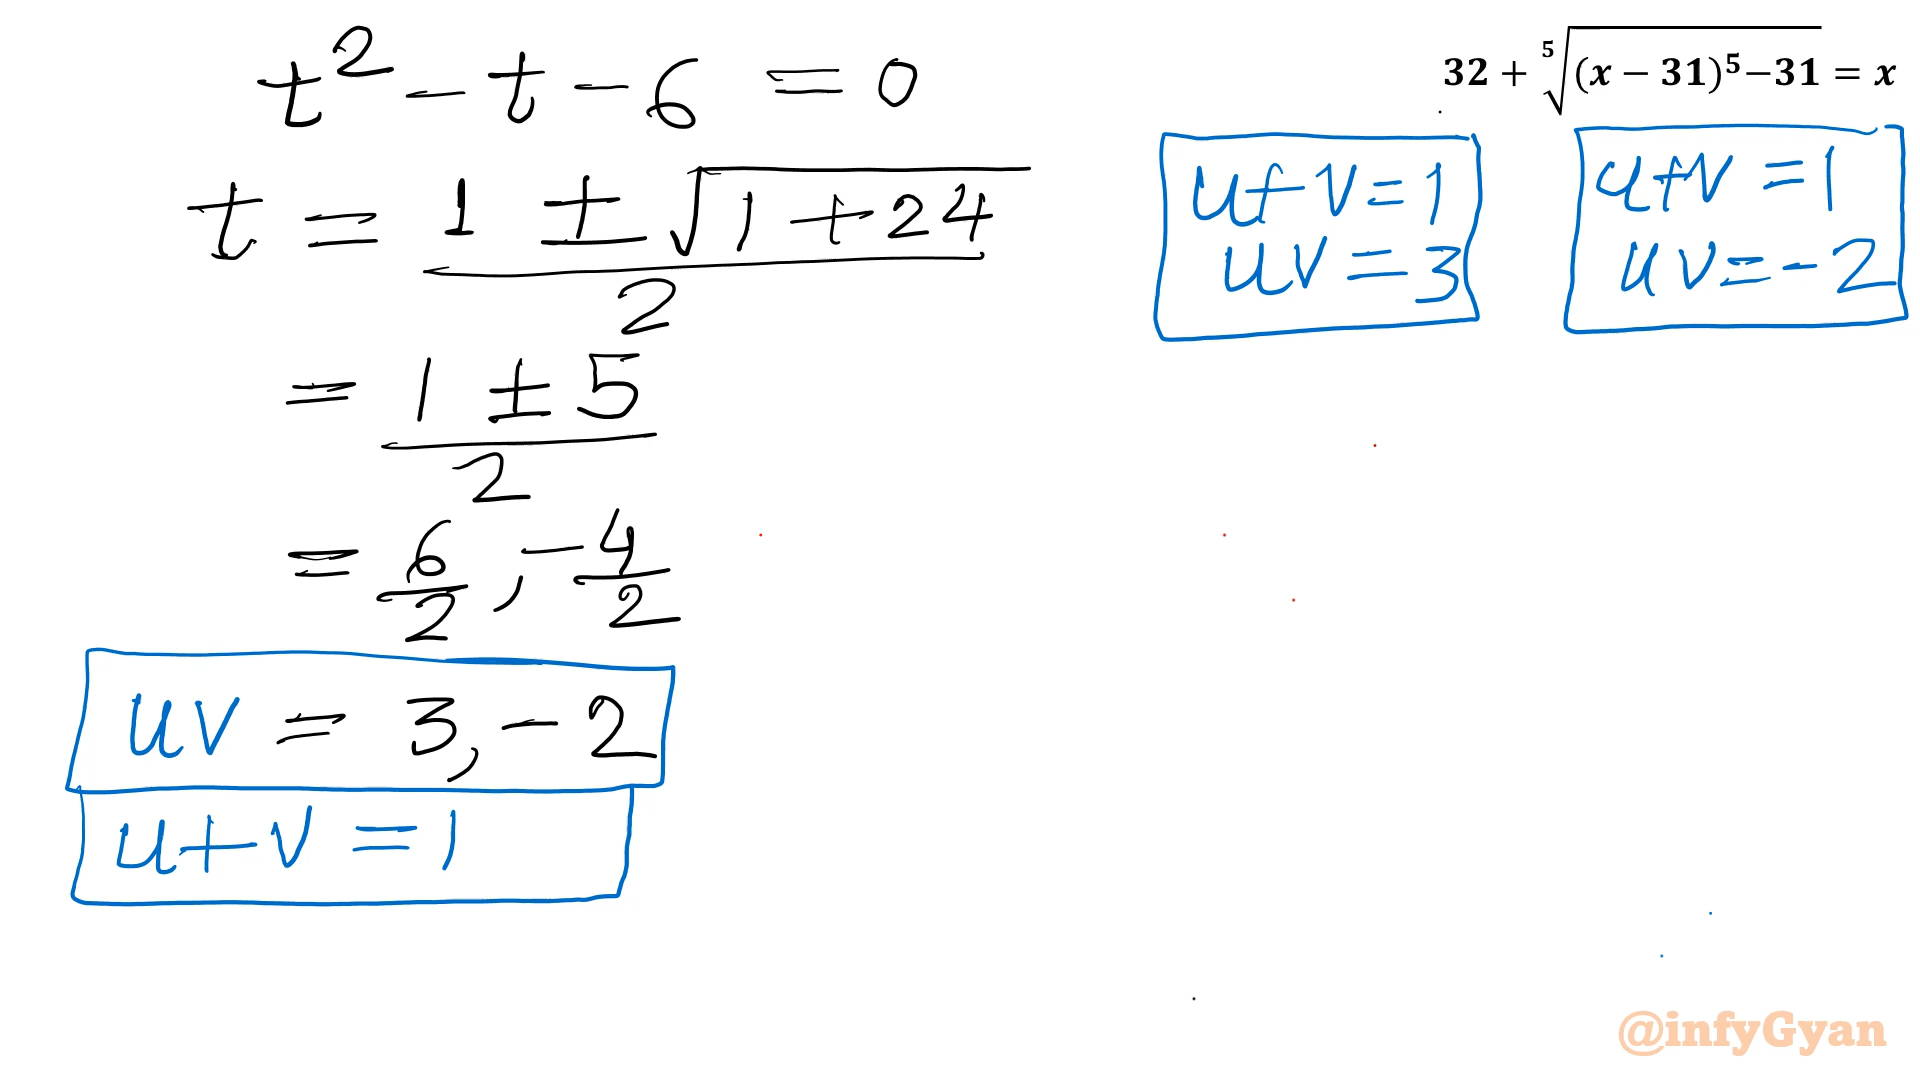 t² - t - 6 = 0
t = (1 ± √(1 + 24)) / 2
= (1 ± 5) / 2
= 6/2, -4/2
uv = 3, -2
u + v = 1
32 + ⁵√((x − 31)⁵−31) = x
u + v = 1
uv = 3
u + v = 1
uv = -2
@infyGyan